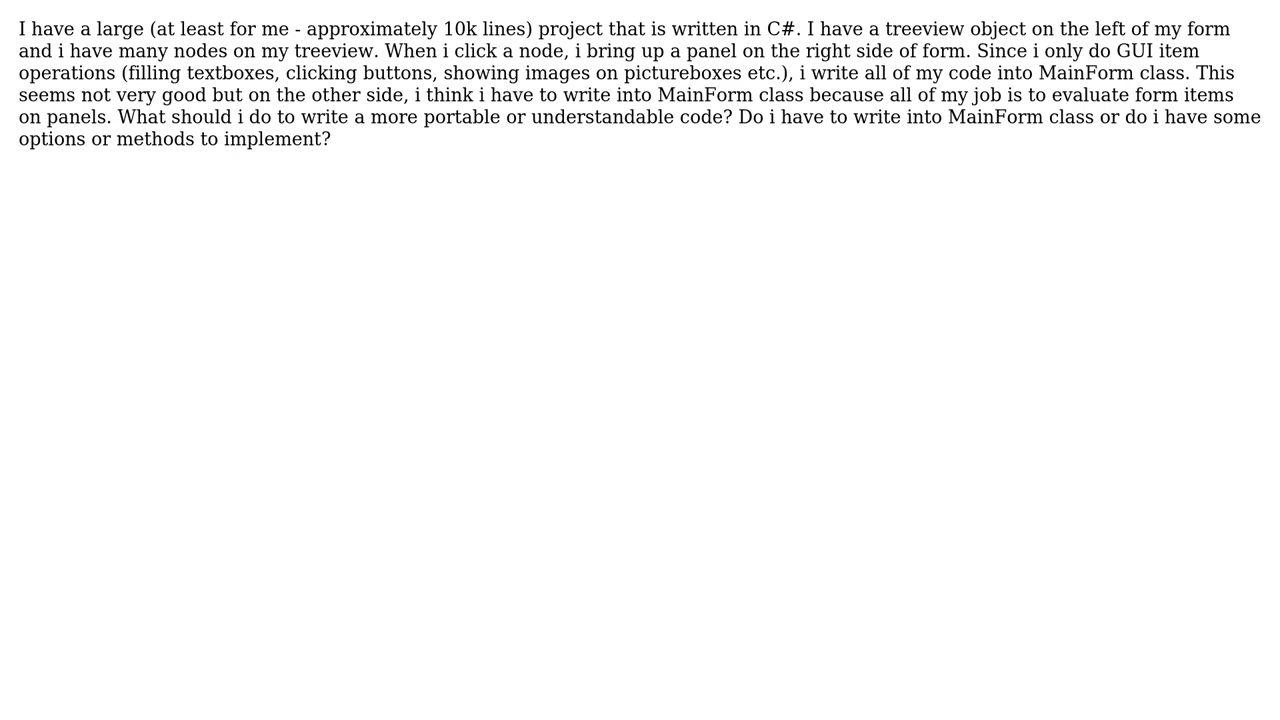 I have a large (at least for me - approximately 10k lines) project that is written in C#. I have a treeview object on the left of my form
and i have many nodes on my treeview. When i click a node, i bring up a panel on the right side of form. Since i only do GUI item
operations (filling textboxes, clicking buttons, showing images on pictureboxes etc.), i write all of my code into MainForm class. This
seems not very good but on the other side, i think i have to write into MainForm class because all of my job is to evaluate form items
on panels. What should i do to write a more portable or understandable code? Do i have to write into MainForm class or do i have some
options or methods to implement?